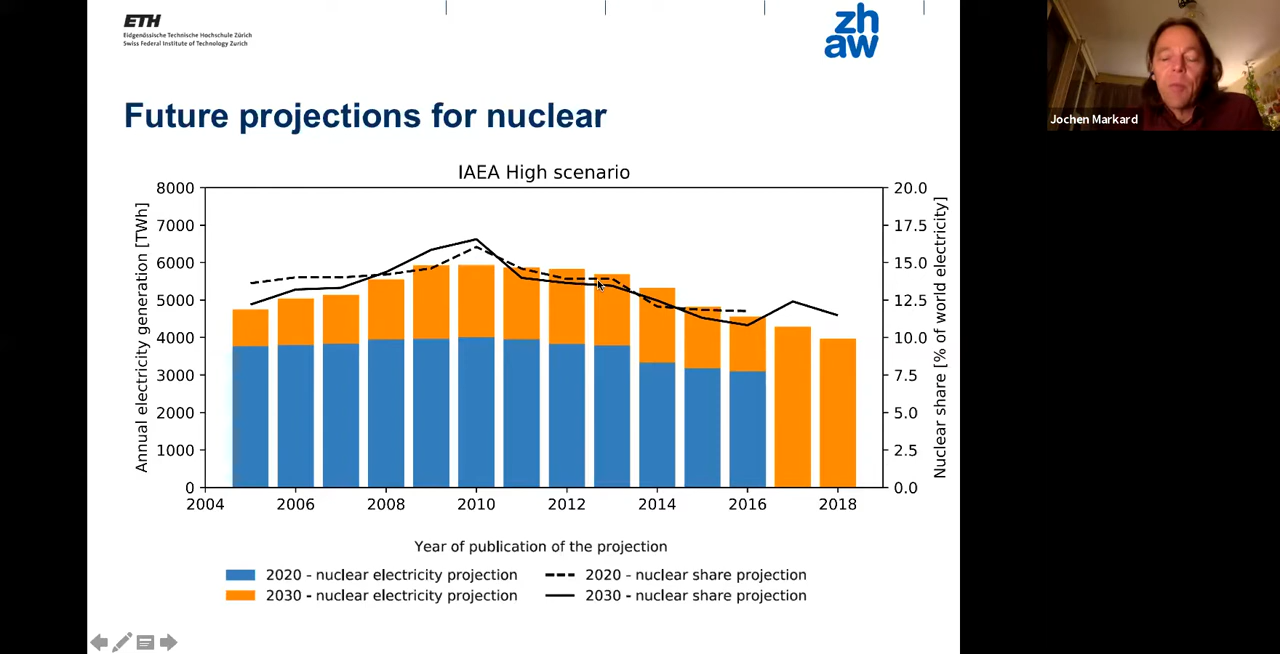 ETH
Eidgenössische Technische Hochschule Zürich
Swiss Federal Institute of Technology Zurich
zh
aw
Jochen Markard
Future projections for nuclear
IAEA High scenario
Annual electricity generation [TWh]
8000
7000
6000
5000
4000
3000
2000
1000
0
20.0
17.5
15.0
12.5
10.0
7.5
5.0
2.5
0.0
Nuclear share [% of world electricity]
2004 2006 2008 2010 2012 2014 2016 2018
Year of publication of the projection
2020 - nuclear electricity projection
2030 - nuclear electricity projection
2020 - nuclear share projection
2030 - nuclear share projection